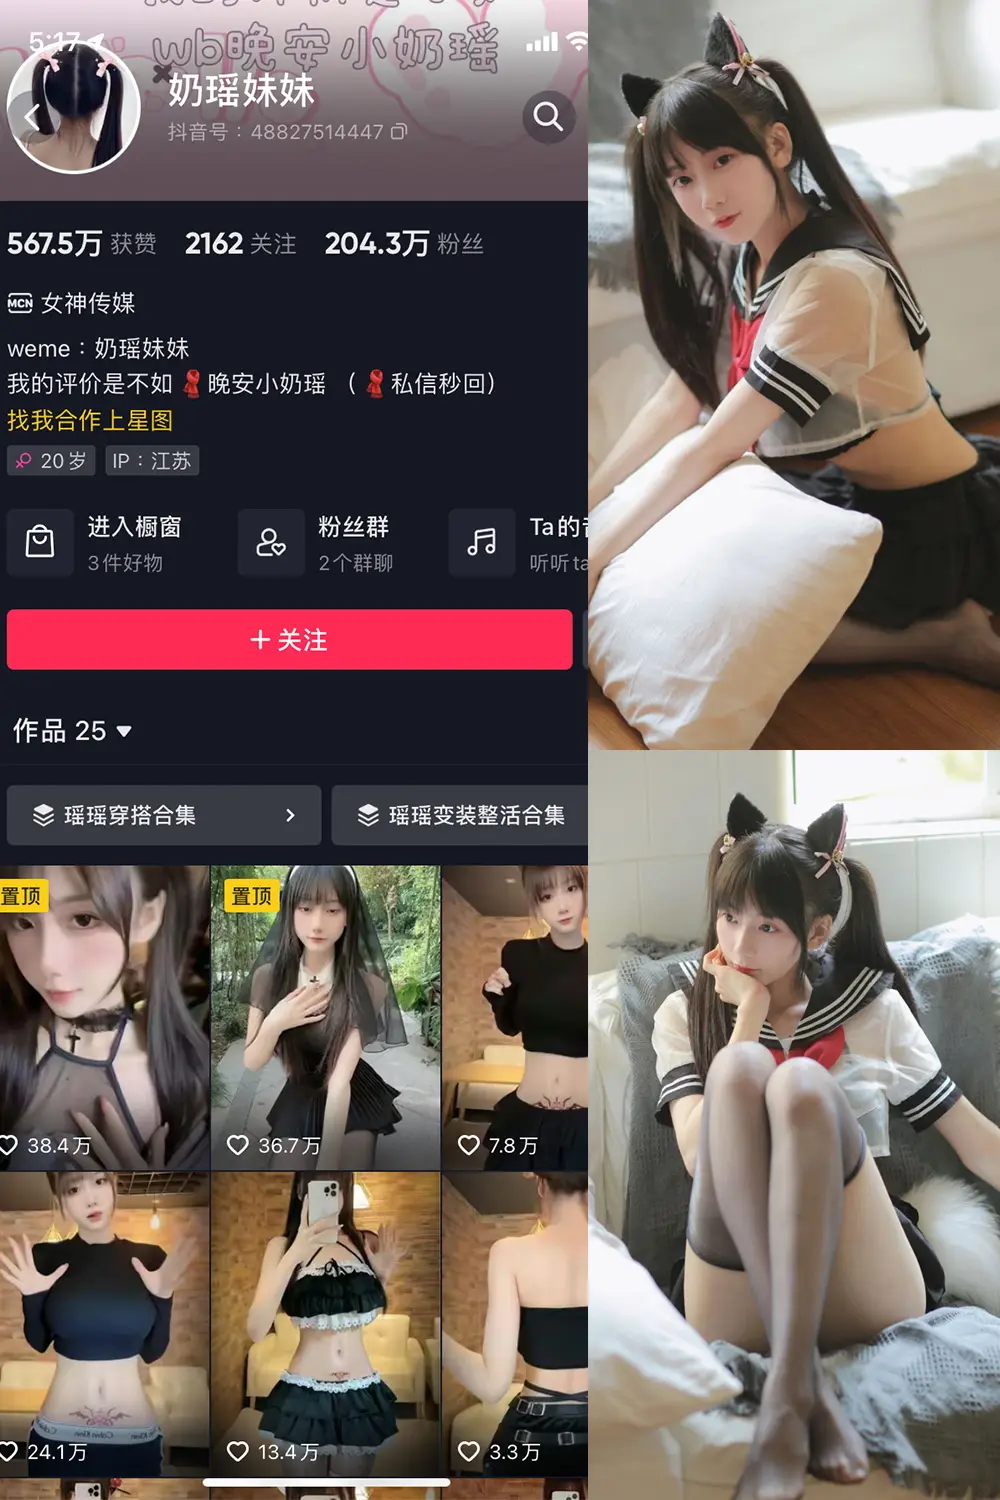 wb晚安小奶瑶
5:17
奶瑶妹妹
抖音号：48827514447
567.5万 获赞 2162 关注 204.3万 粉丝
MCN 女神传媒
weme：奶瑶妹妹
我的评价是不如 晚安小奶瑶 （ 私信秒回）
找我合作上星图
20岁 IP：江苏
进入橱窗 粉丝群 Ta的
3件好物 2个群聊 听听ta
+ 关注
作品 25
瑶瑶穿搭合集 瑶瑶变装整活合集
置顶 置顶
38.4万 36.7万 7.8万
24.1万 13.4万 3.3万